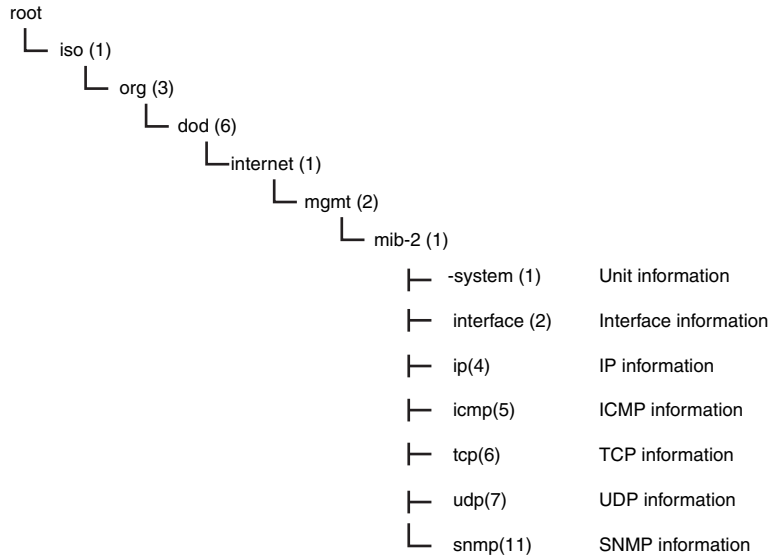 root
iso (1)
org (3)
dod (6)
internet (1)
mgmt (2)
mib-2 (1)
-system (1) Unit information
interface (2) Interface information
ip(4) IP information
icmp(5) ICMP information
tcp(6) TCP information
udp(7) UDP information
snmp(11) SNMP information